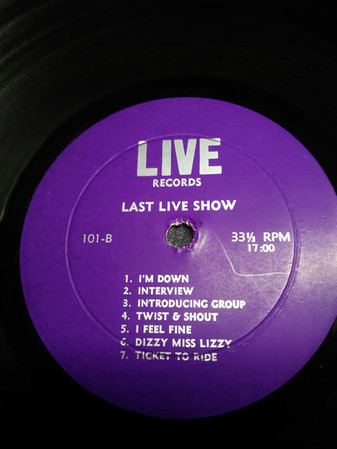 LIVE
RECORDS
LAST LIVE SHOW
101-B
33⅓ RPM
17:00
1. I'M DOWN
2. INTERVIEW
3. INTRODUCING GROUP
4. TWIST & SHOUT
5. I FEEL FINE
6. DIZZY MISS LIZZY
7. TICKET TO RIDE